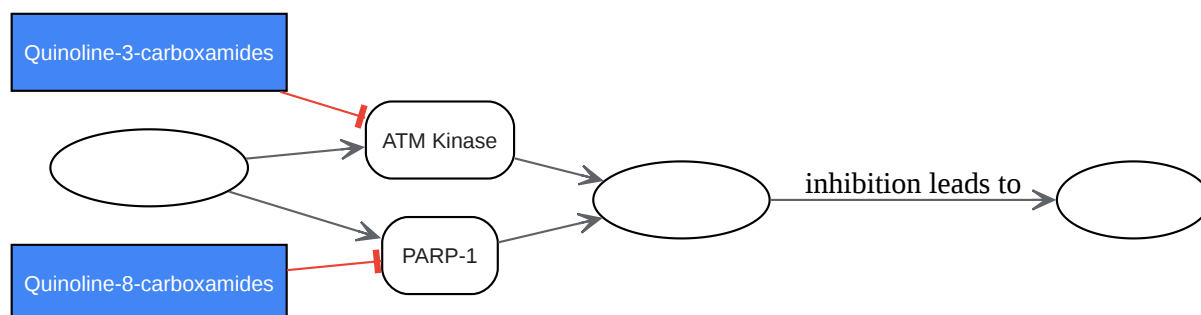 Quinoline-3-carboxamides
ATM Kinase
inhibition leads to
PARP-1
Quinoline-8-carboxamides